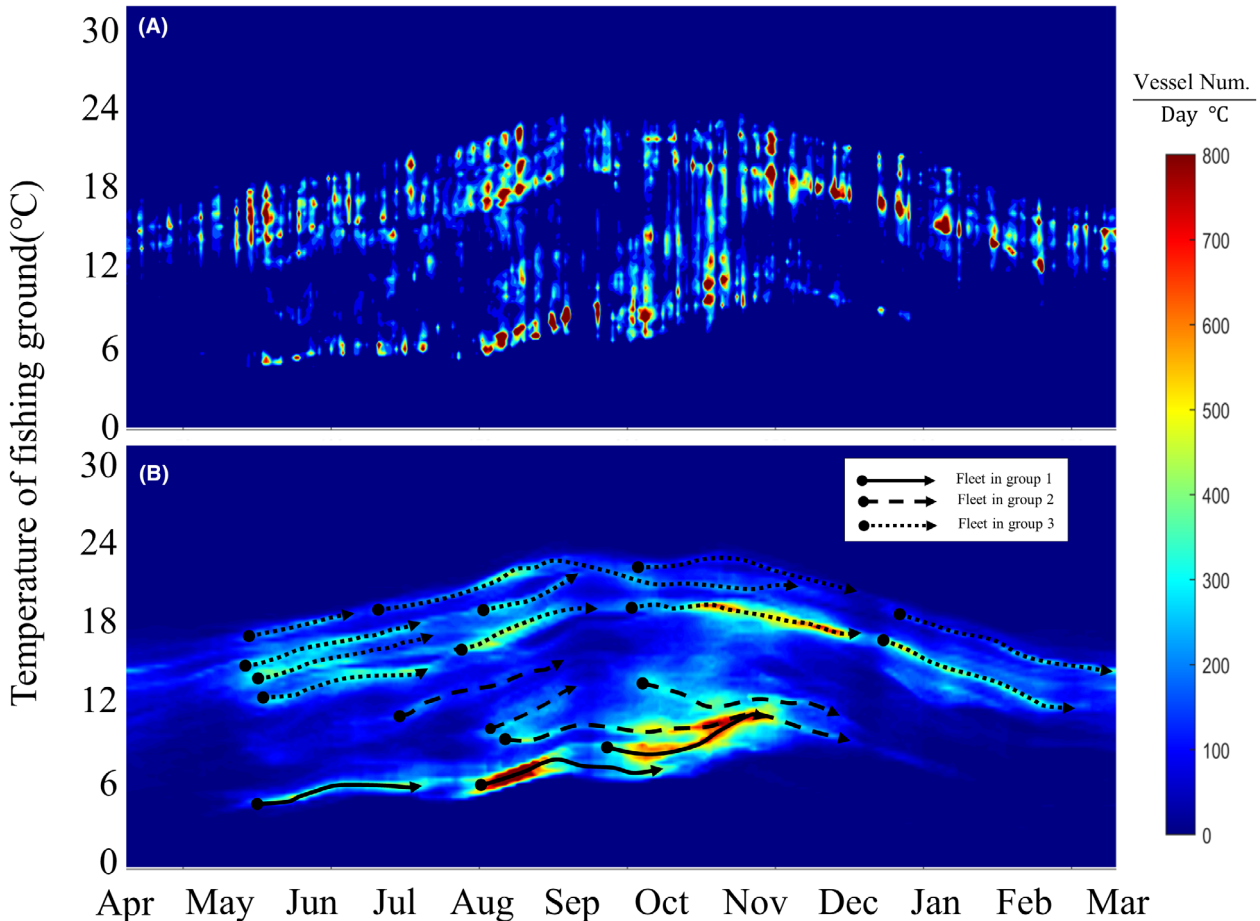 Temperature of fishing ground(°C)
(A)
30
24
18
12
6
0
(B)
30
24
18
12
6
0
Fleet in group 1
Fleet in group 2
Fleet in group 3
Apr May Jun Jul Aug Sep Oct Nov Dec Jan Feb Mar
Vessel Num.
Day °C
800
700
600
500
400
300
200
100
0